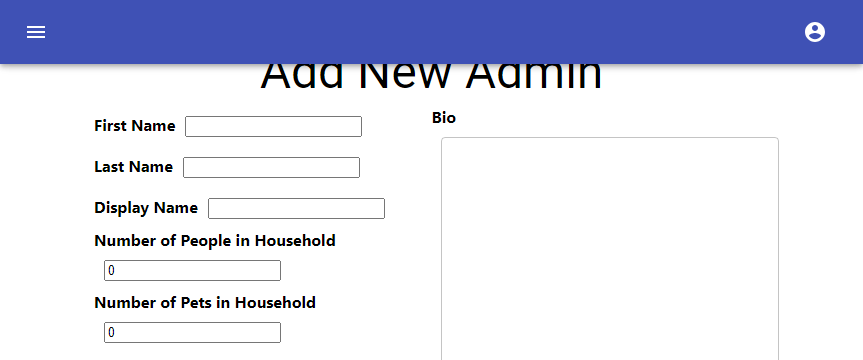 Add New Admin
First Name
Last Name
Display Name
Number of People in Household
0
Number of Pets in Household
0
Bio